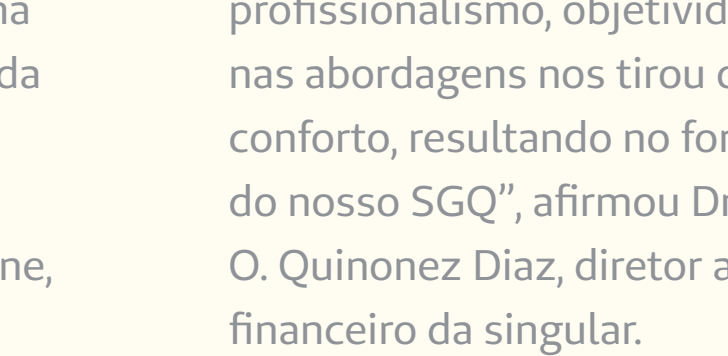 na
da
ne,
profissionalismo, objetivid
nas abordagens nos tirou
conforto, resultando no for
do nosso SGQ”, afirmou Dr
O. Quinonez Diaz, diretor a
financeiro da singular.